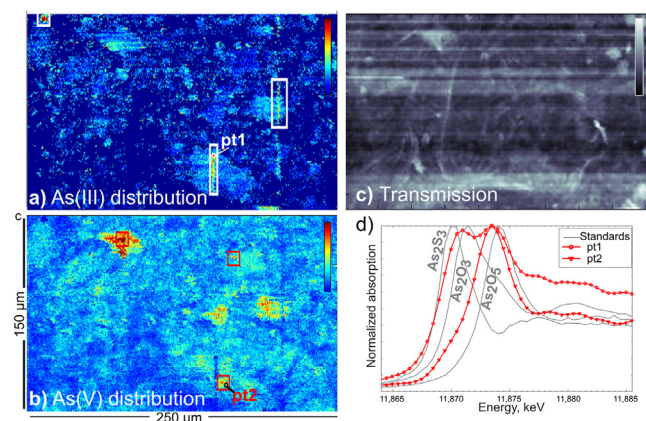 pt1
a) As(III) distribution
c) Transmission
c
150 µm
b) As(V) distribution
pt2
250 µm
d)
Normalized absorption
As2S3
As2O3
As2O5
Standards
pt1
pt2
11,865 11,870 11,875 11,880 11,885
Energy, keV